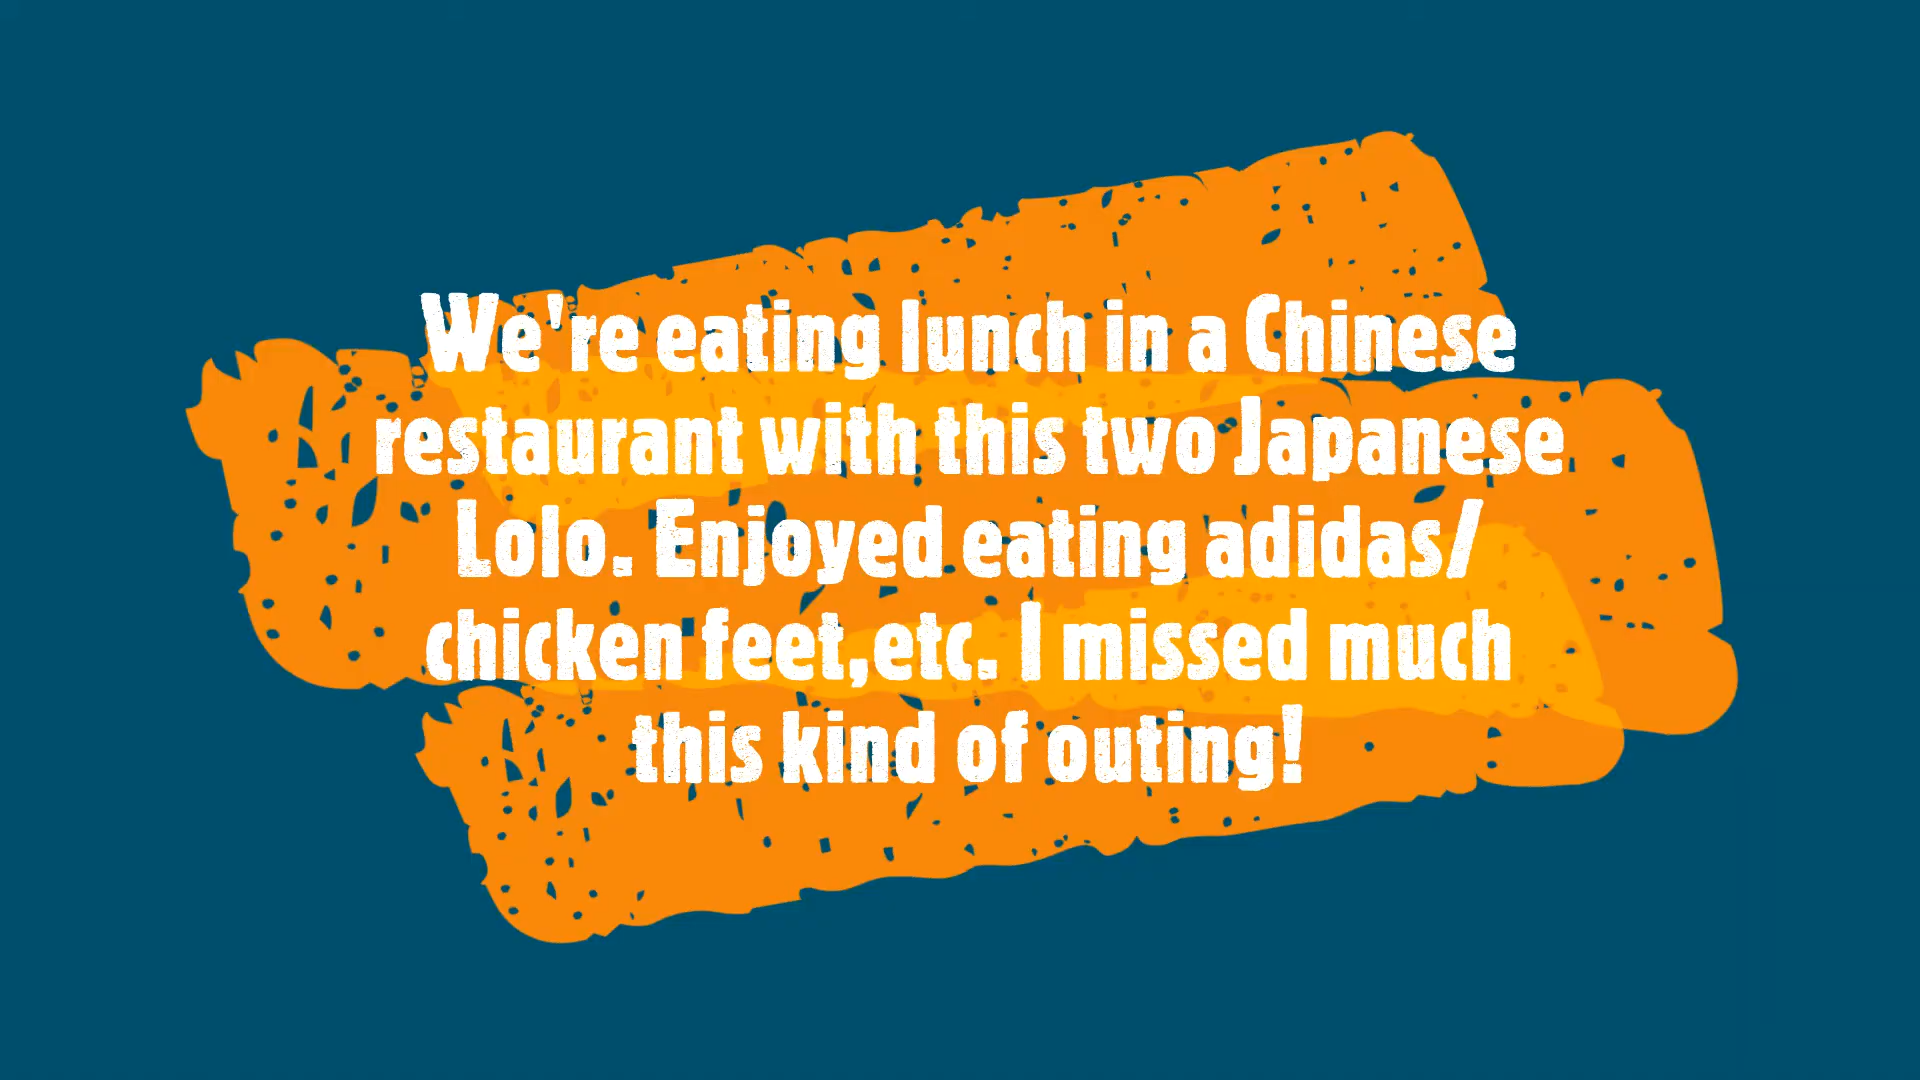 We're eating lunch in a Chinese
restaurant with this two Japanese
Lolo. Enjoyed eating adidas/
chicken feet,etc. I missed much
this kind of outing!